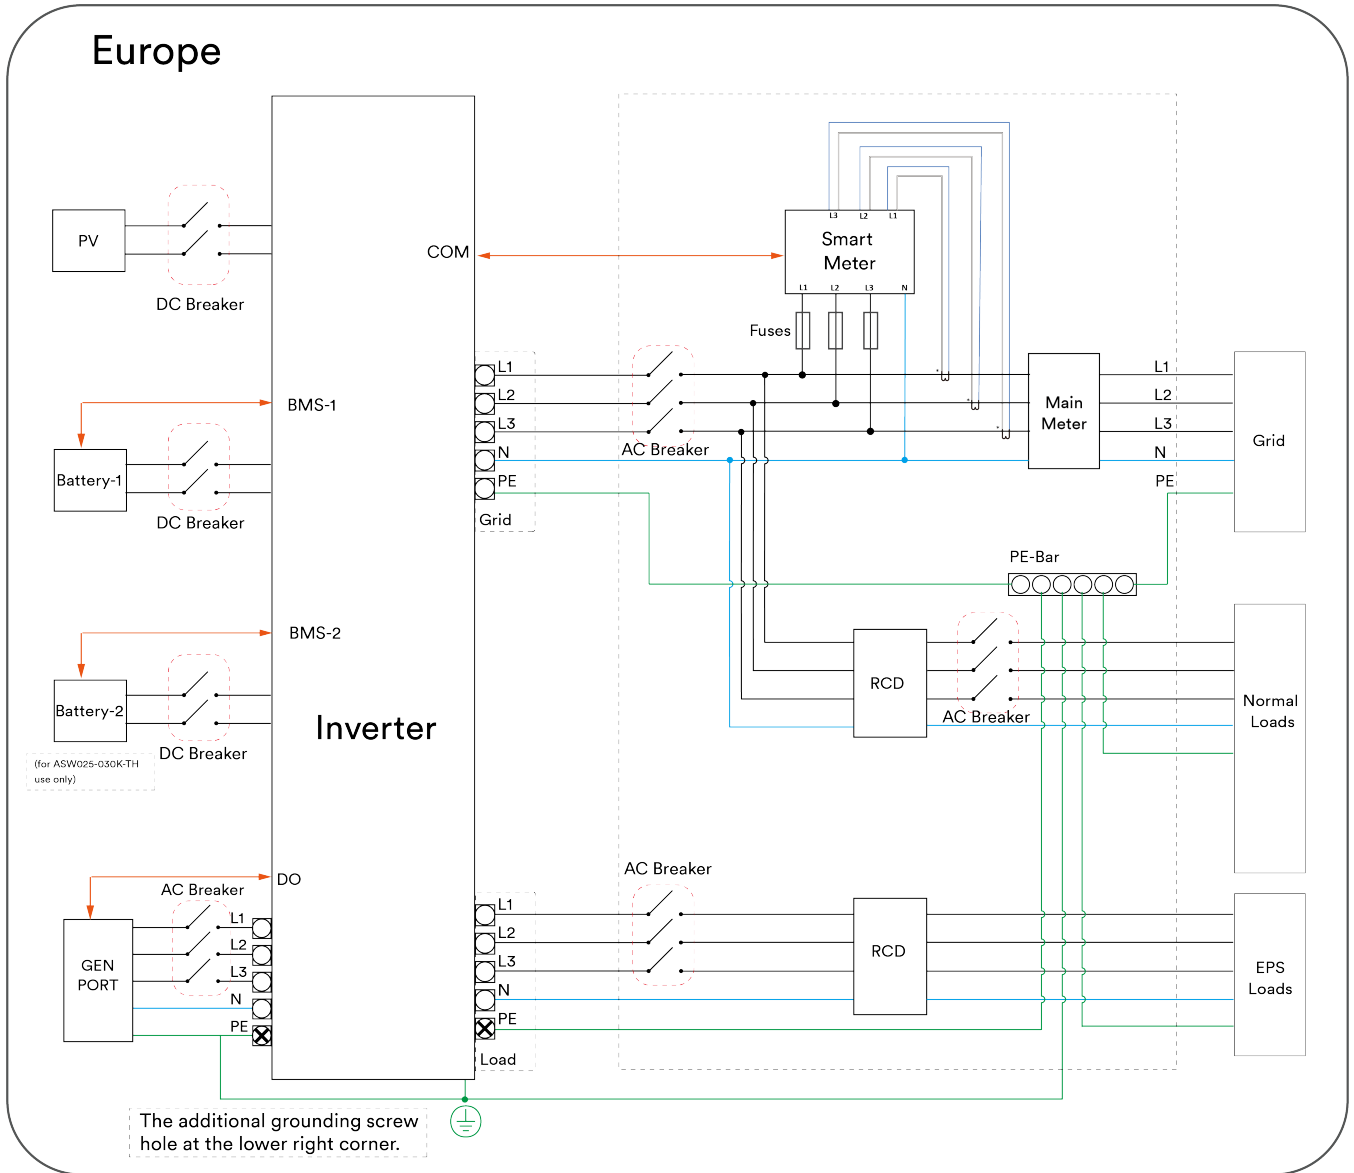 Europe
PV
DC Breaker
COM
L3 L2 L1
Smart
Meter
L1 L2 L3 N
Fuses
BMS-1
Battery-1
DC Breaker
L1
L2
L3
N
PE
Grid
AC Breaker
Main
Meter
L1
L2
L3
N
PE
Grid
PE-Bar
BMS-2
Battery-2
DC Breaker
(for ASW025-030K-TH
use only)
Inverter
RCD
AC Breaker
Normal
Loads
DO
AC Breaker
GEN
PORT
L1
L2
L3
N
PE
L1
L2
L3
N
PE
Load
AC Breaker
RCD
EPS
Loads
The additional grounding screw
hole at the lower right corner.